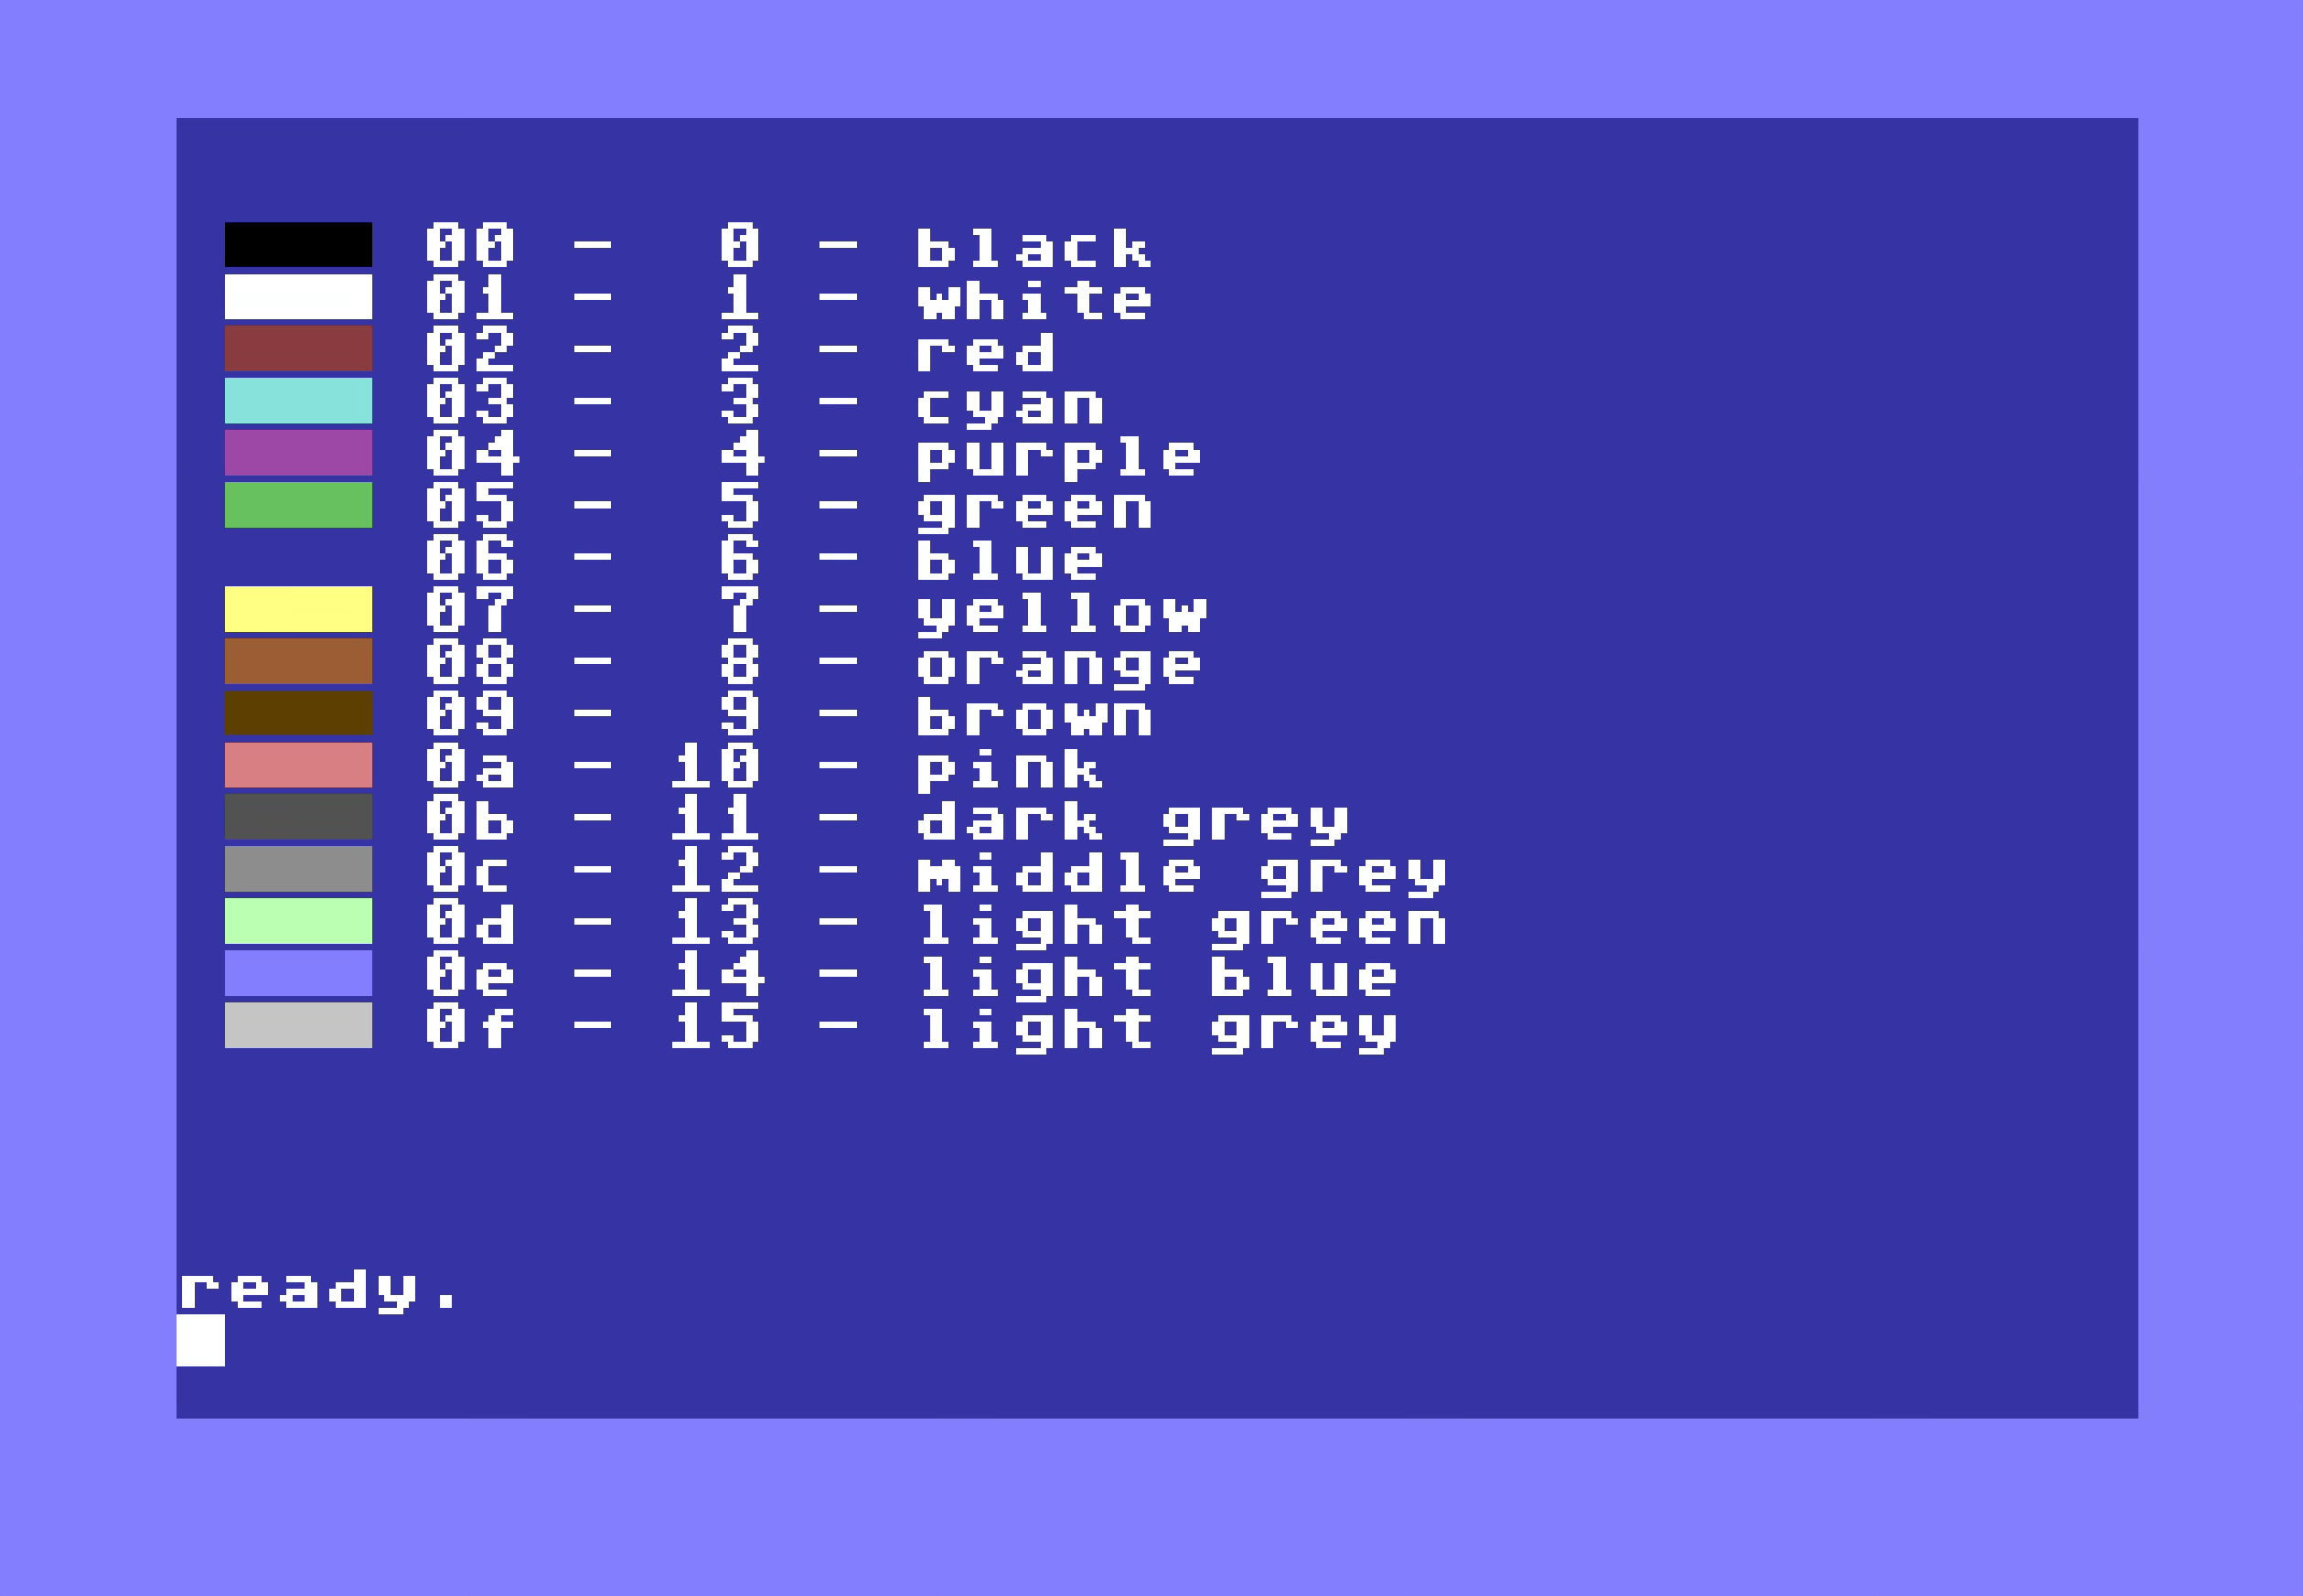 00 - 0 - black
01 - 1 - white
02 - 2 - red
03 - 3 - cyan
04 - 4 - purple
05 - 5 - green
06 - 6 - blue
07 - 7 - yellow
08 - 8 - orange
09 - 9 - brown
0a - 10 - pink
0b - 11 - dark grey
0c - 12 - middle grey
0d - 13 - light green
0e - 14 - light blue
0f - 15 - light grey
ready.